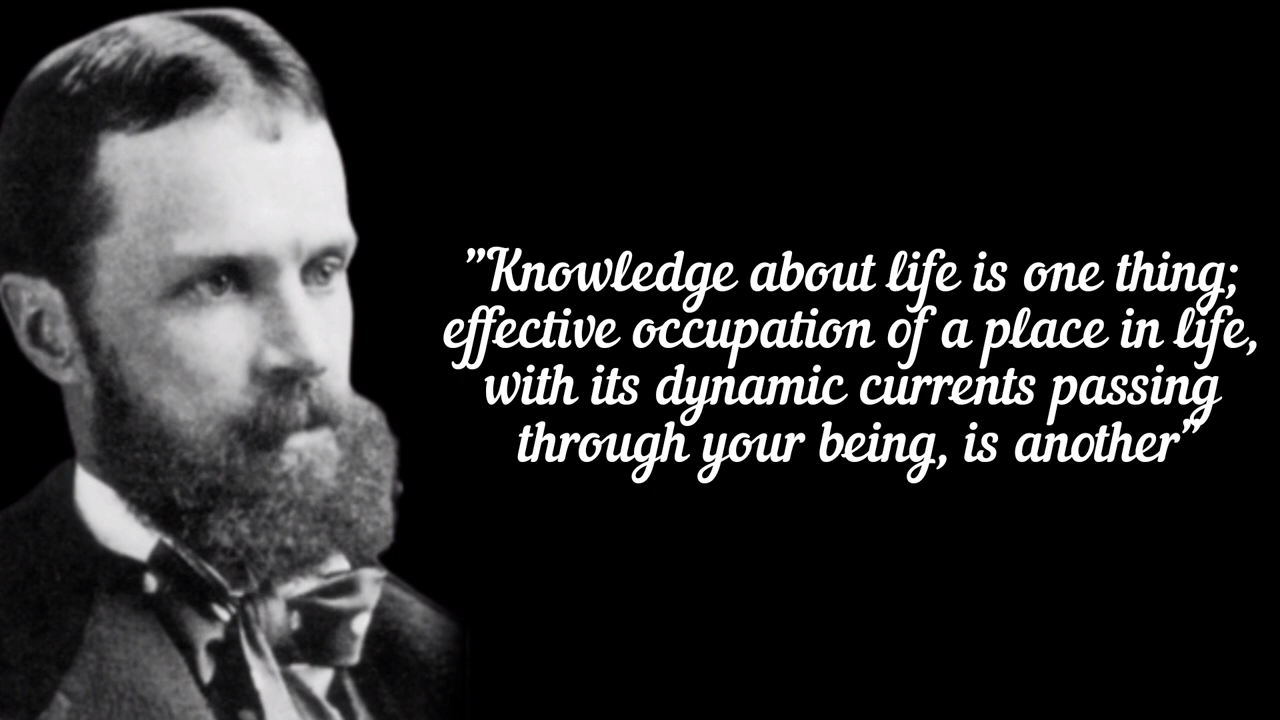 ”Knowledge about life is one thing;
effective occupation of a place in life,
with its dynamic currents passing
through your being, is another”